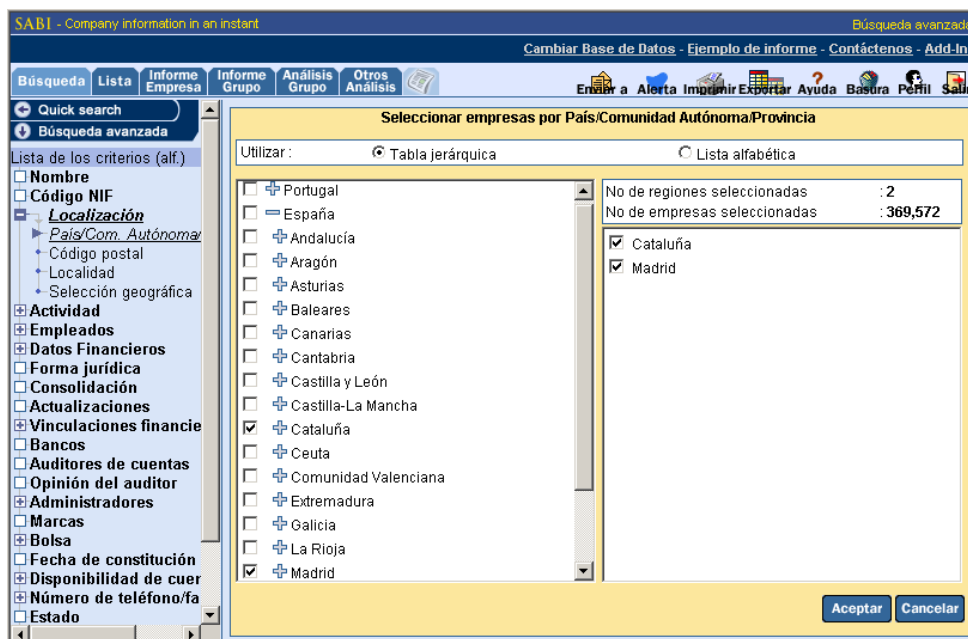 SABI - Company information in an instant
Búsqueda avanzada
Cambiar Base de Datos - Ejemplo de informe - Contáctenos - Add-In
Búsqueda
Lista
Informe Empresa
Informe Grupo
Análisis Grupo
Otros Análisis
Enviar a
Alerta
Imprimir
Exportar
Ayuda
Basura
Perfil
Salir
Quick search
Búsqueda avanzada
Lista de los criterios (alf.)
Nombre
Código NIF
Localización
País/Com. Autónoma/
Código postal
Localidad
Selección geográfica
Actividad
Empleados
Datos Financieros
Forma jurídica
Consolidación
Actualizaciones
Vinculaciones financie
Bancos
Auditores de cuentas
Opinión del auditor
Administradores
Marcas
Bolsa
Fecha de constitución
Disponibilidad de cuer
Número de teléfono/fa
Estado
Seleccionar empresas por País/Comunidad Autónoma/Provincia
Utilizar : Tabla jerárquica Lista alfabética
Portugal
España
Andalucía
Aragón
Asturias
Baleares
Canarias
Cantabria
Castilla y León
Castilla-La Mancha
Cataluña
Ceuta
Comunidad Valenciana
Extremadura
Galicia
La Rioja
Madrid
No de regiones seleccionadas : 2
No de empresas seleccionadas : 369,572
Cataluña
Madrid
Aceptar
Cancelar